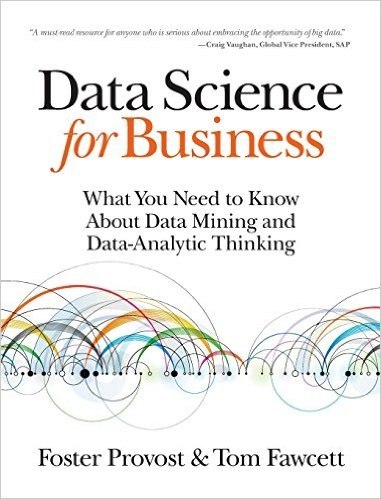 “A must-read resource for anyone who is serious about embracing the opportunity of big data.”
—Craig Vaughan, Global Vice President, SAP
Data Science
for Business
What You Need to Know
About Data Mining and
Data-Analytic Thinking
Foster Provost & Tom Fawcett